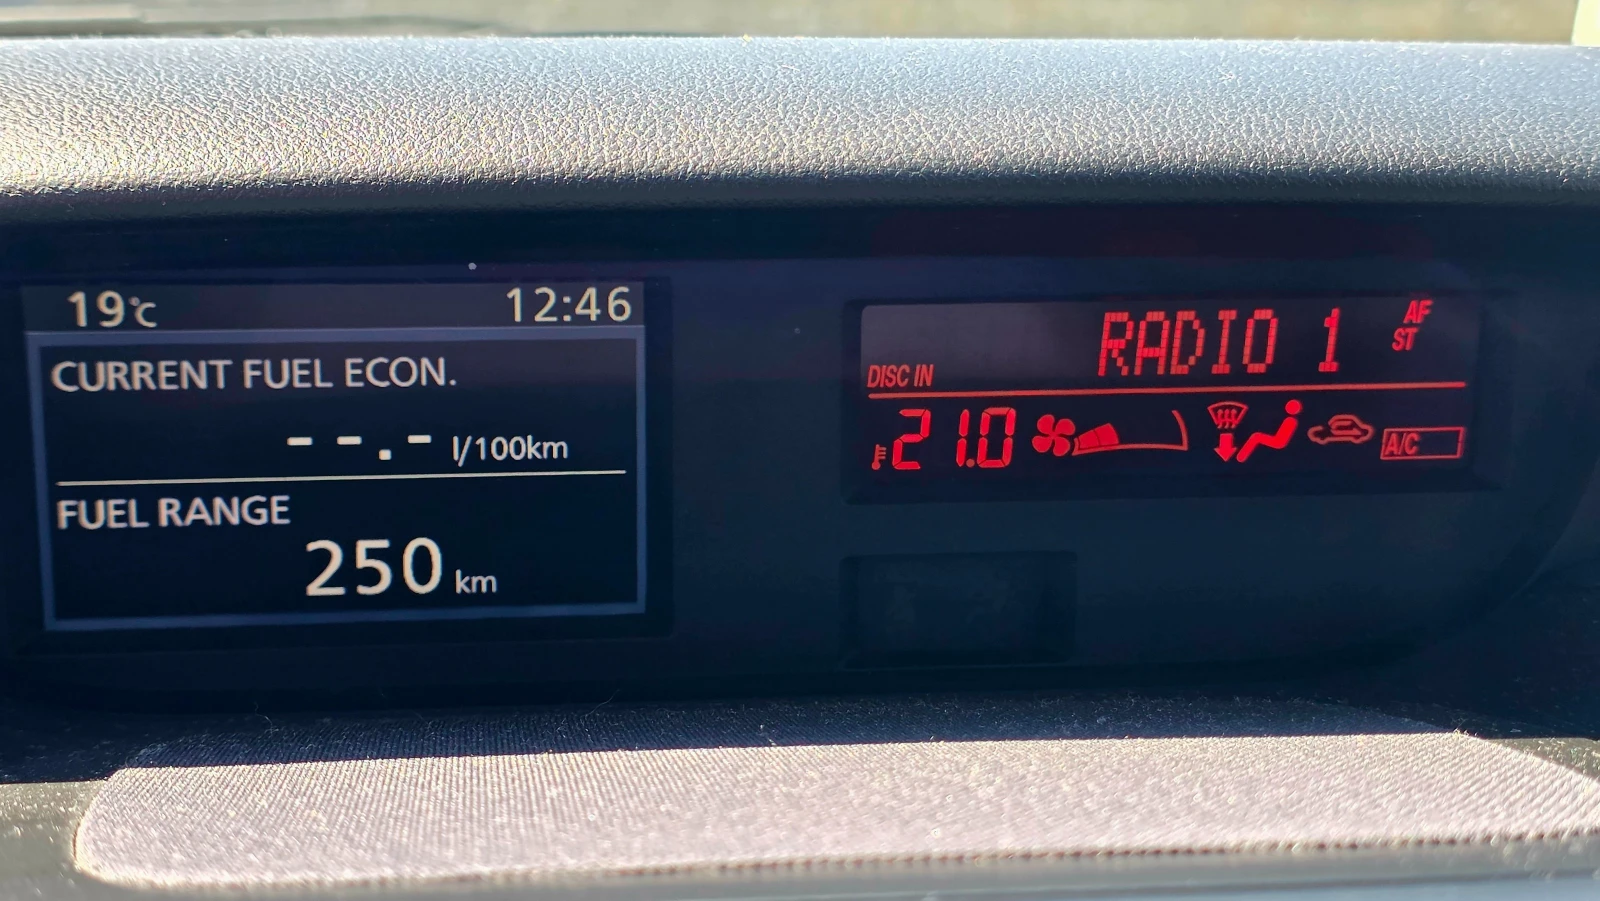 19°C 12:46
CURRENT FUEL ECON.
--.- l/100km
FUEL RANGE
250 km
RADIO 1 AF
ST
DISC IN
21.0 A/C